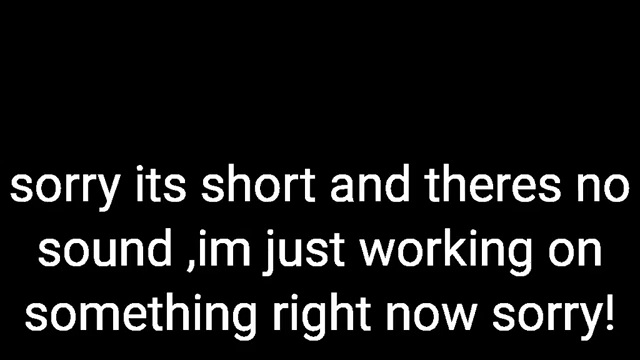 sorry its short and theres no
sound ,im just working on
something right now sorry!